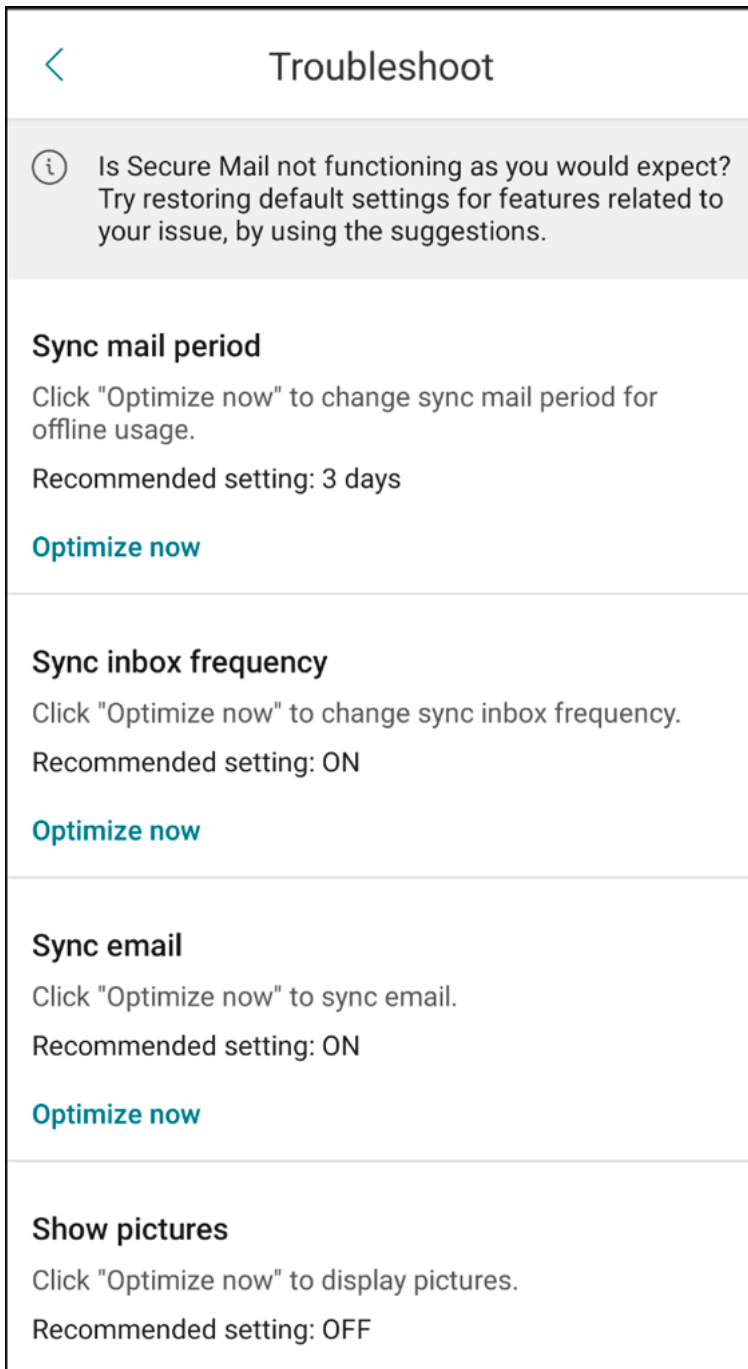 Troubleshoot
Is Secure Mail not functioning as you would expect?
Try restoring default settings for features related to
your issue, by using the suggestions.
Sync mail period
Click "Optimize now" to change sync mail period for
offline usage.
Recommended setting: 3 days
Optimize now
Sync inbox frequency
Click "Optimize now" to change sync inbox frequency.
Recommended setting: ON
Optimize now
Sync email
Click "Optimize now" to sync email.
Recommended setting: ON
Optimize now
Show pictures
Click "Optimize now" to display pictures.
Recommended setting: OFF